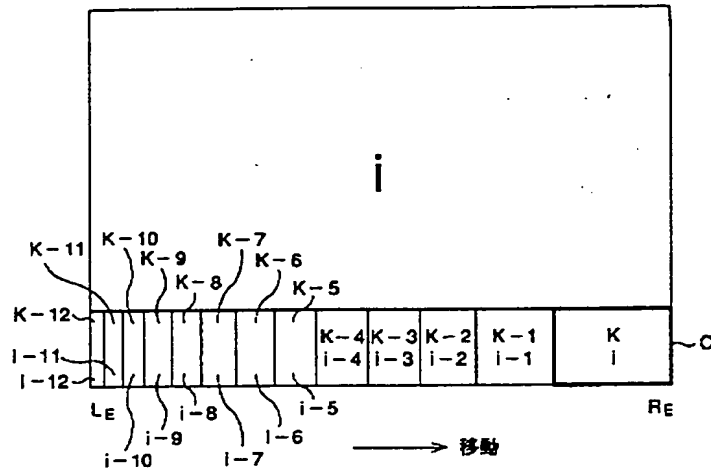 i
K-11
K-10
K-9
K-8
K-7
K-6
K-5
K-12
K-4
K-3
K-2
K-1
K
i-4
i-3
i-2
i-1
i
C
i-11
i-12
LE
i-10
i-9
i-8
i-7
i-6
i-5
RE
移動